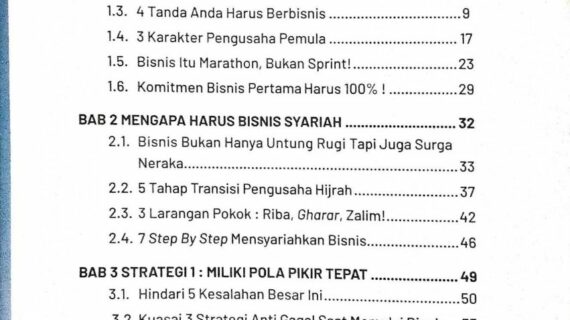 1.3. 4 Tanda Anda Harus Berbisnis ........................... 9
1.4. 3 Karakter Pengusaha Pemula ........................... 17
1.5. Bisnis Itu Marathon, Bukan Sprint! ..................... 23
1.6. Komitmen Bisnis Pertama Harus 100% ! ............ 29
BAB 2 MENGAPA HARUS BISNIS SYARIAH ..................... 32
2.1. Bisnis Bukan Hanya Untung Rugi Tapi Juga Surga
Neraka........................................................... 33
2.2. 5 Tahap Transisi Pengusaha Hijrah .................... 37
2.3. 3 Larangan Pokok : Riba, Gharar, Zalim!.............. 42
2.4. 7 Step By Step Mensyariahkan Bisnis................. 46
BAB 3 STRATEGI 1 : MILIKI POLA PIKIR TEPAT ................ 49
3.1. Hindari 5 Kesalahan Besar Ini............................ 50
3.2. Kuasai 3 Strategi Anti Gagal Saat Memulai